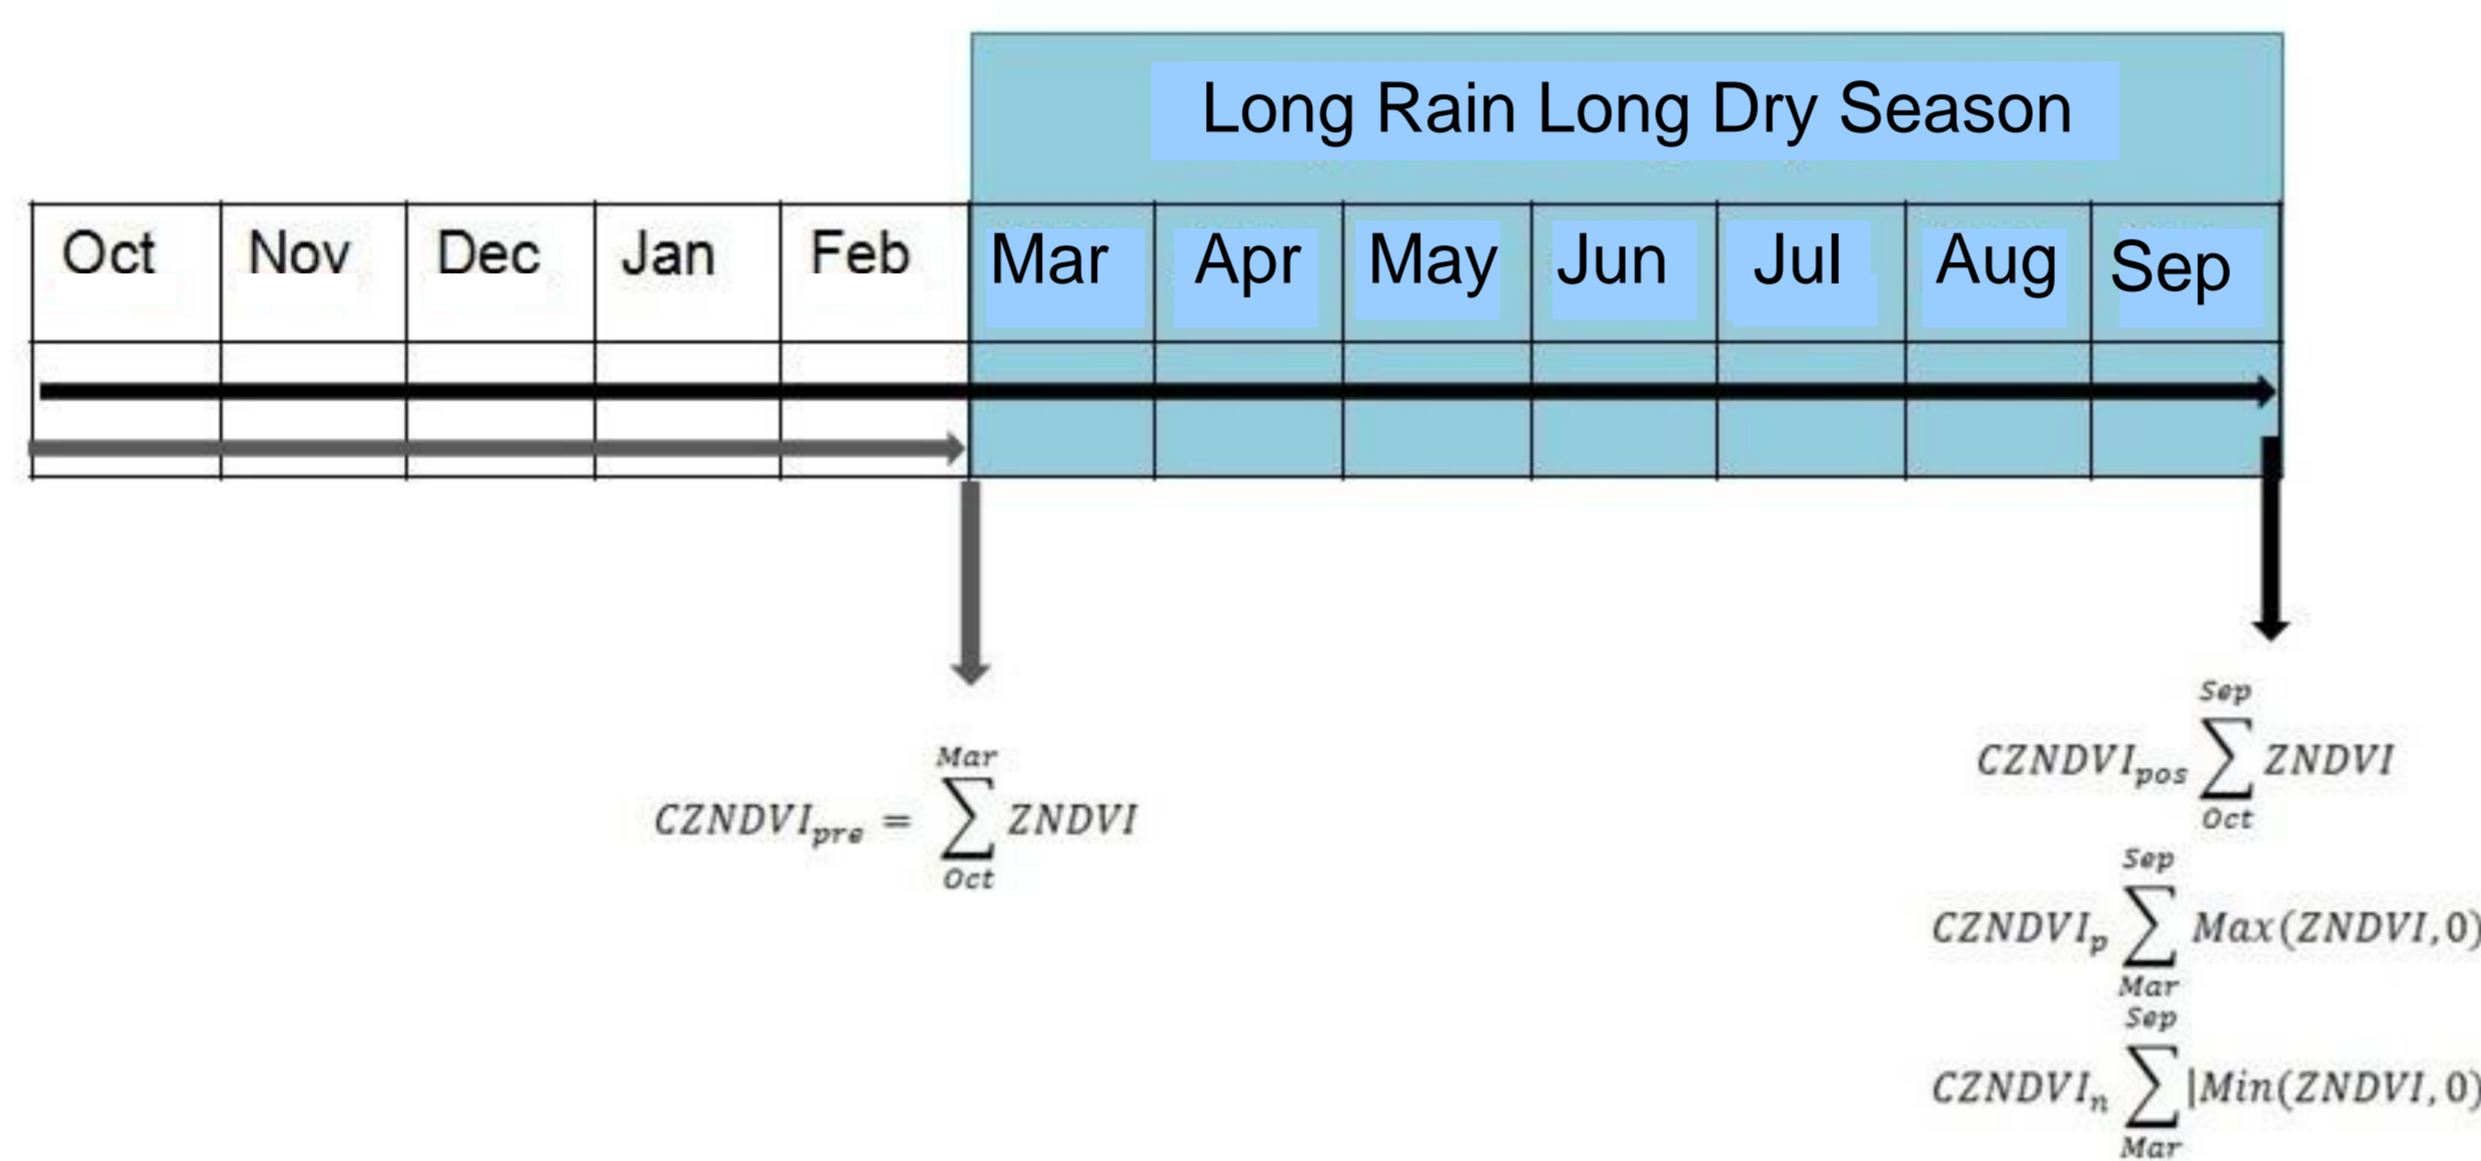 Long Rain Long Dry Season
Oct Nov Dec Jan Feb Mar Apr May Jun Jul Aug Sep
Sep
CZNDVI_pos ∑ ZNDVI
Oct
Mar
CZNDVI_pre = ∑ ZNDVI
Oct
Sep
CZNDVI_p ∑ Max(ZNDVI,0)
Mar
Sep
CZNDVI_n ∑ |Min(ZNDVI,0)
Mar